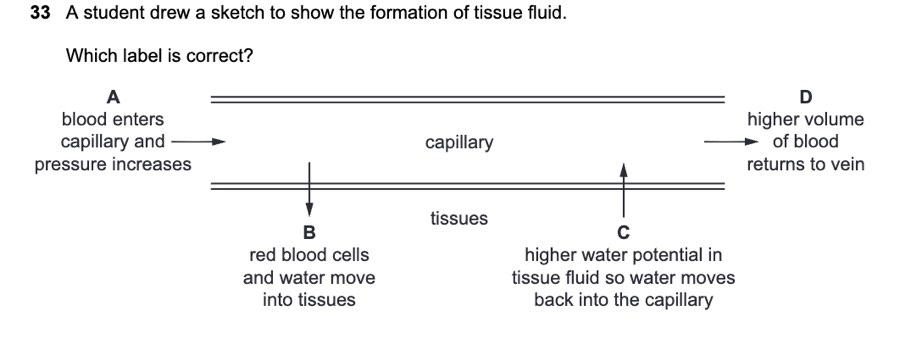 33 A student drew a sketch to show the formation of tissue fluid.
Which label is correct?
A
blood enters
capillary and
pressure increases
capillary
D
higher volume
of blood
returns to vein
tissues
B
red blood cells
and water move
into tissues
C
higher water potential in
tissue fluid so water moves
back into the capillary